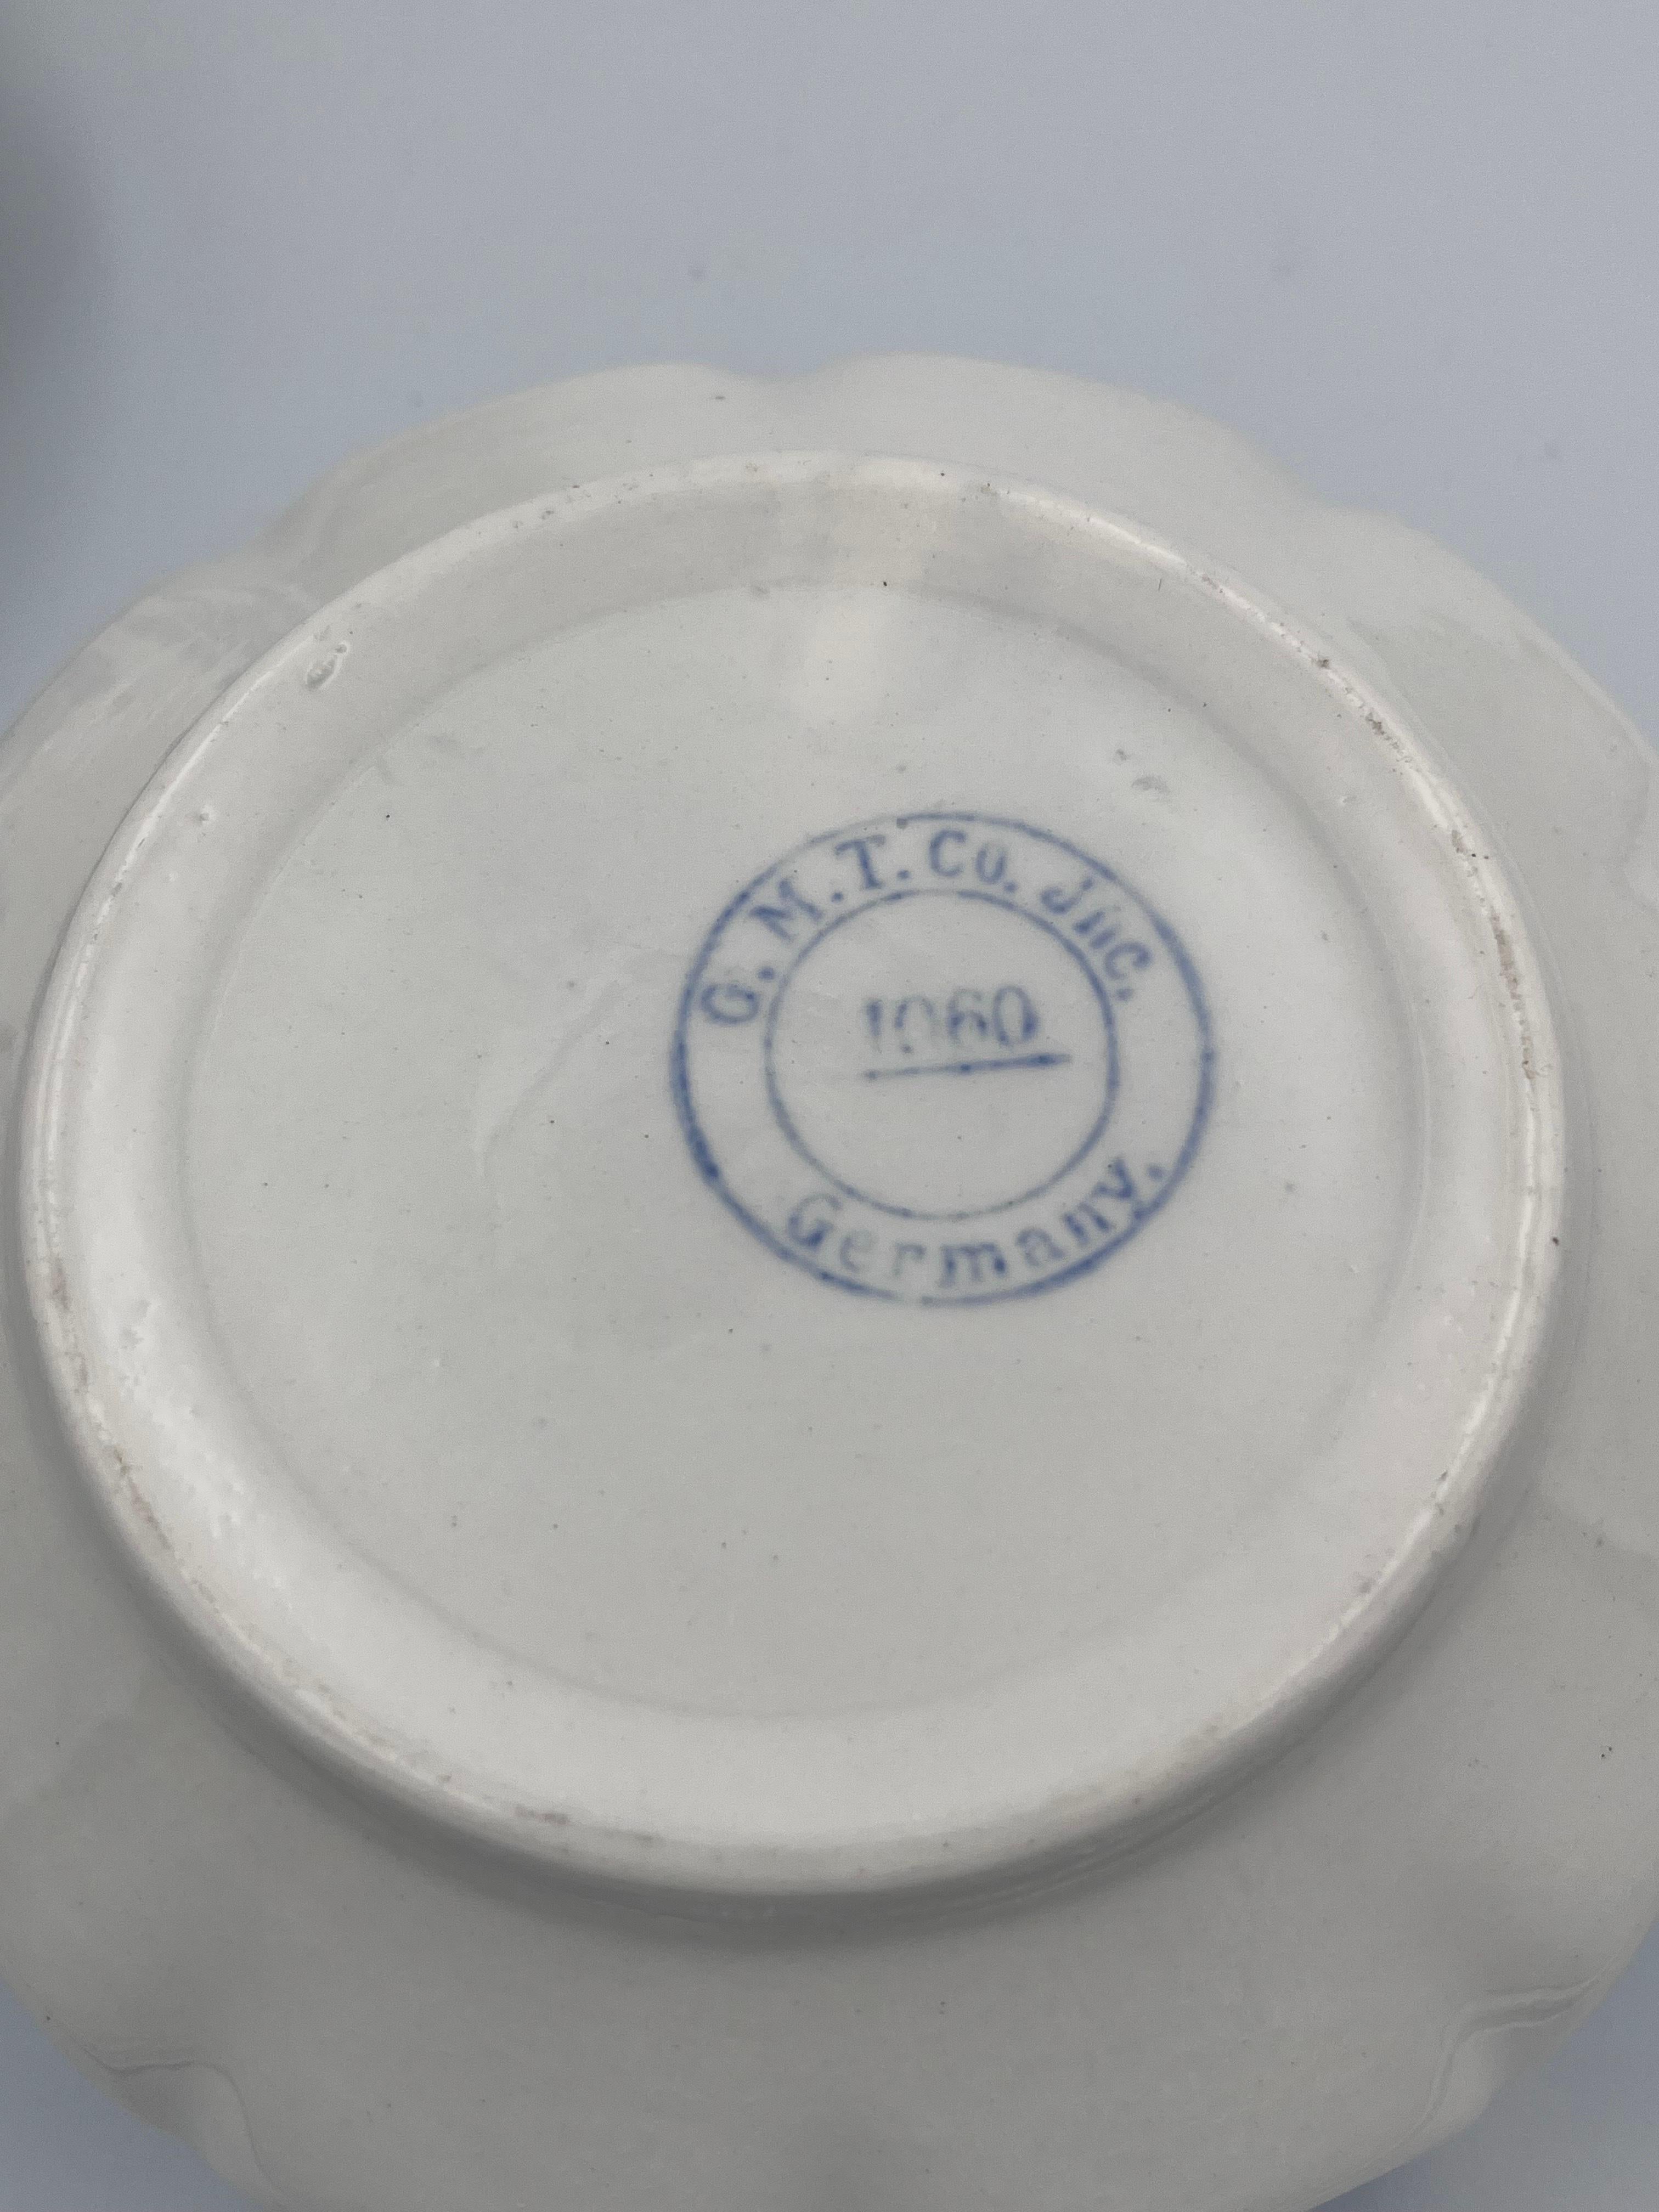 G. M. T. Co. Inc.
1060
Germany.